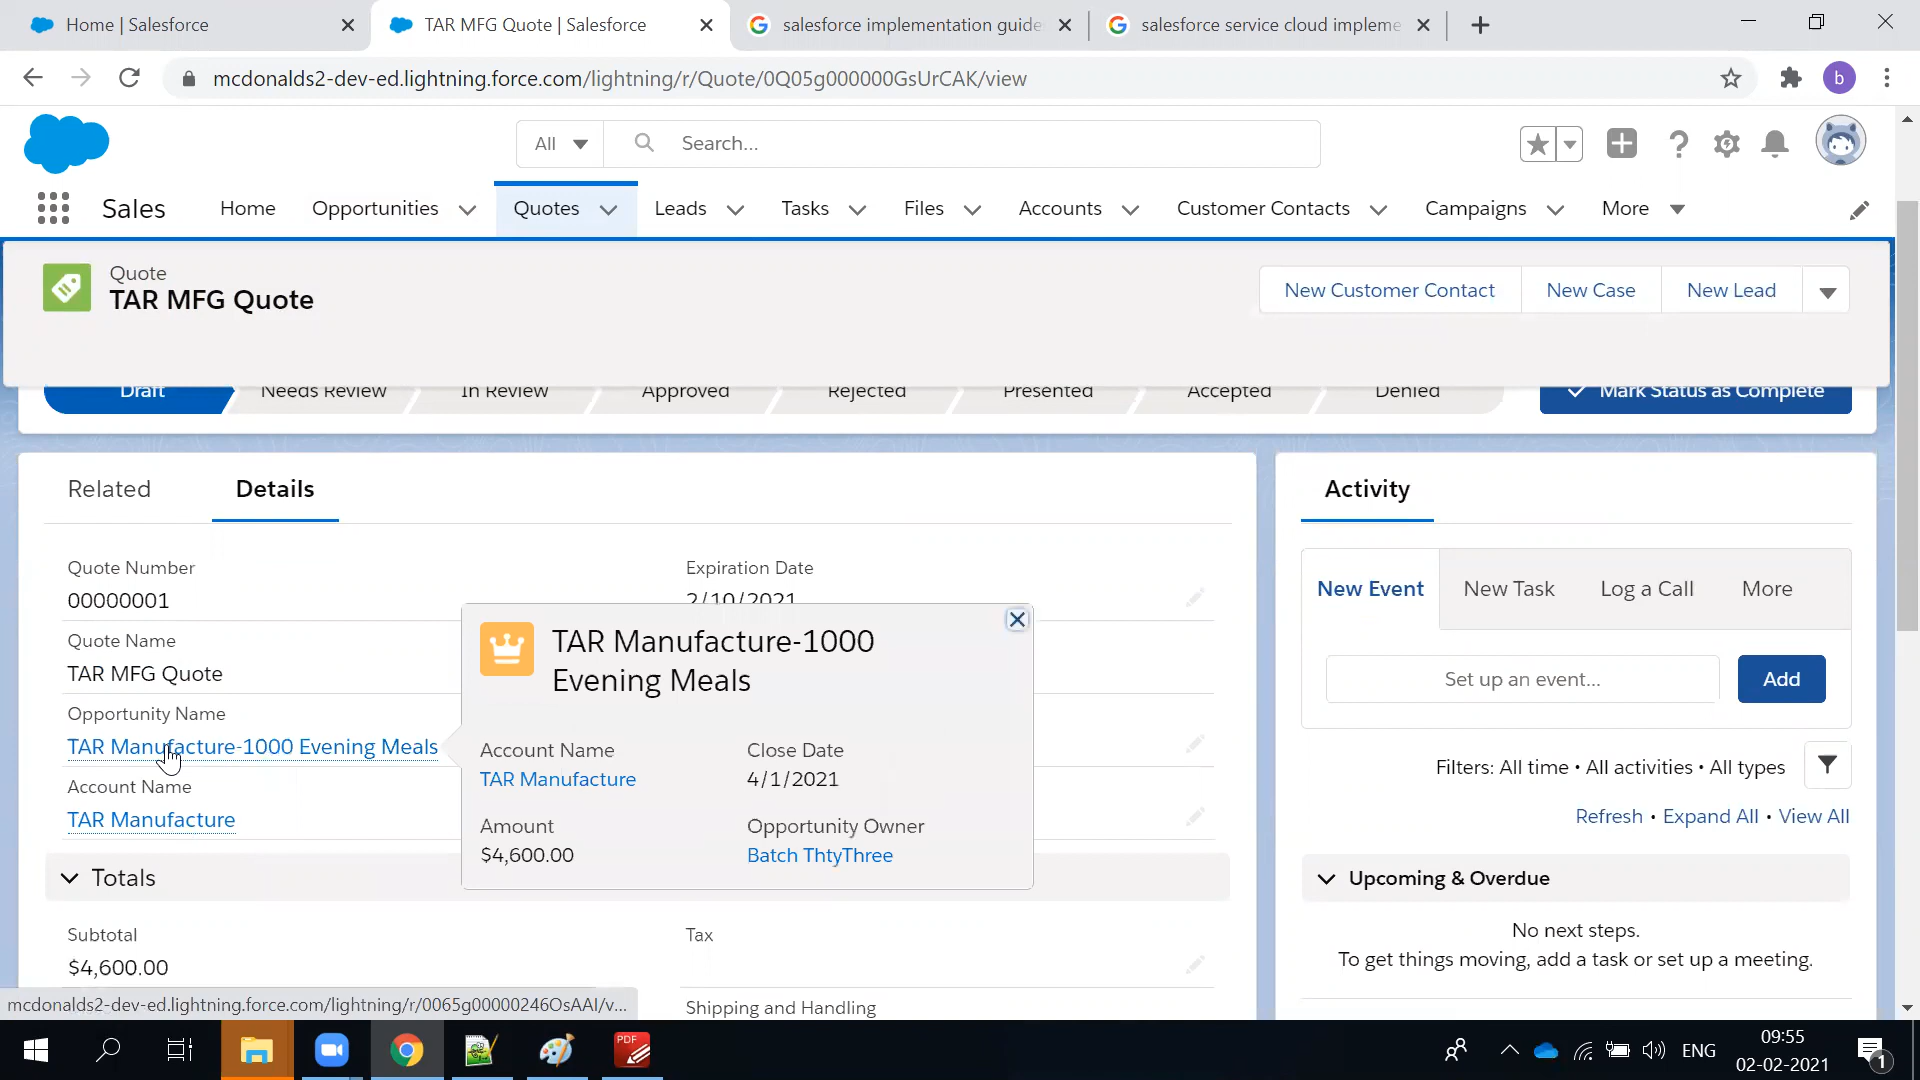 Home | Salesforce
TAR MFG Quote | Salesforce
salesforce implementation guide
salesforce service cloud impleme
mcdonalds2-dev-ed.lightning.force.com/lightning/r/Quote/0Q05g000000GsUrCAK/view
b
All
Search...
Sales
Home
Opportunities
Quotes
Leads
Tasks
Files
Accounts
Customer Contacts
Campaigns
More
Quote
TAR MFG Quote
New Customer Contact
New Case
New Lead
Draft
Needs Review
In Review
Approved
Rejected
Presented
Accepted
Denied
Mark Status as Complete
Related
Details
Quote Number
00000001
Expiration Date
2/10/2021
Quote Name
TAR MFG Quote
Opportunity Name
TAR Manufacture-1000 Evening Meals
Account Name
TAR Manufacture
TAR Manufacture-1000
Evening Meals
Account Name
TAR Manufacture
Close Date
4/1/2021
Amount
$4,600.00
Opportunity Owner
Batch ThtyThree
Totals
Subtotal
$4,600.00
Tax
Shipping and Handling
Activity
New Event
New Task
Log a Call
More
Set up an event...
Add
Filters: All time • All activities • All types
Refresh • Expand All • View All
Upcoming & Overdue
No next steps.
To get things moving, add a task or set up a meeting.
mcdonalds2-dev-ed.lightning.force.com/lightning/r/0065g00000246OsAAI/v...
PDF
ENG
09:55
02-02-2021
1